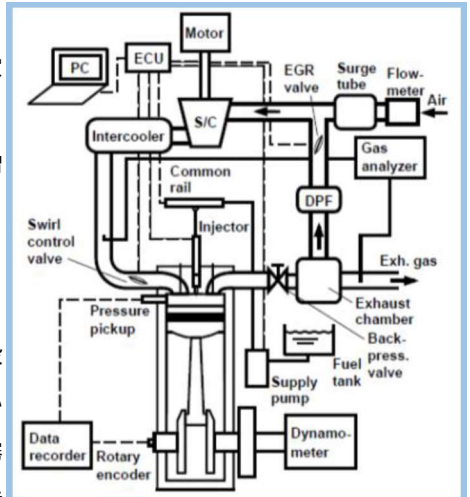 Motor
PC
ECU
EGR
valve
Surge
tube
Flow-
meter
Air
S/C
Intercooler
Gas
analyzer
Common
rail
DPF
Injector
Swirl
control
valve
Exh. gas
Pressure
pickup
Exhaust
chamber
Back-
press.
valve
Fuel
tank
Supply
pump
Data
recorder
Rotary
encoder
Dynamo-
meter